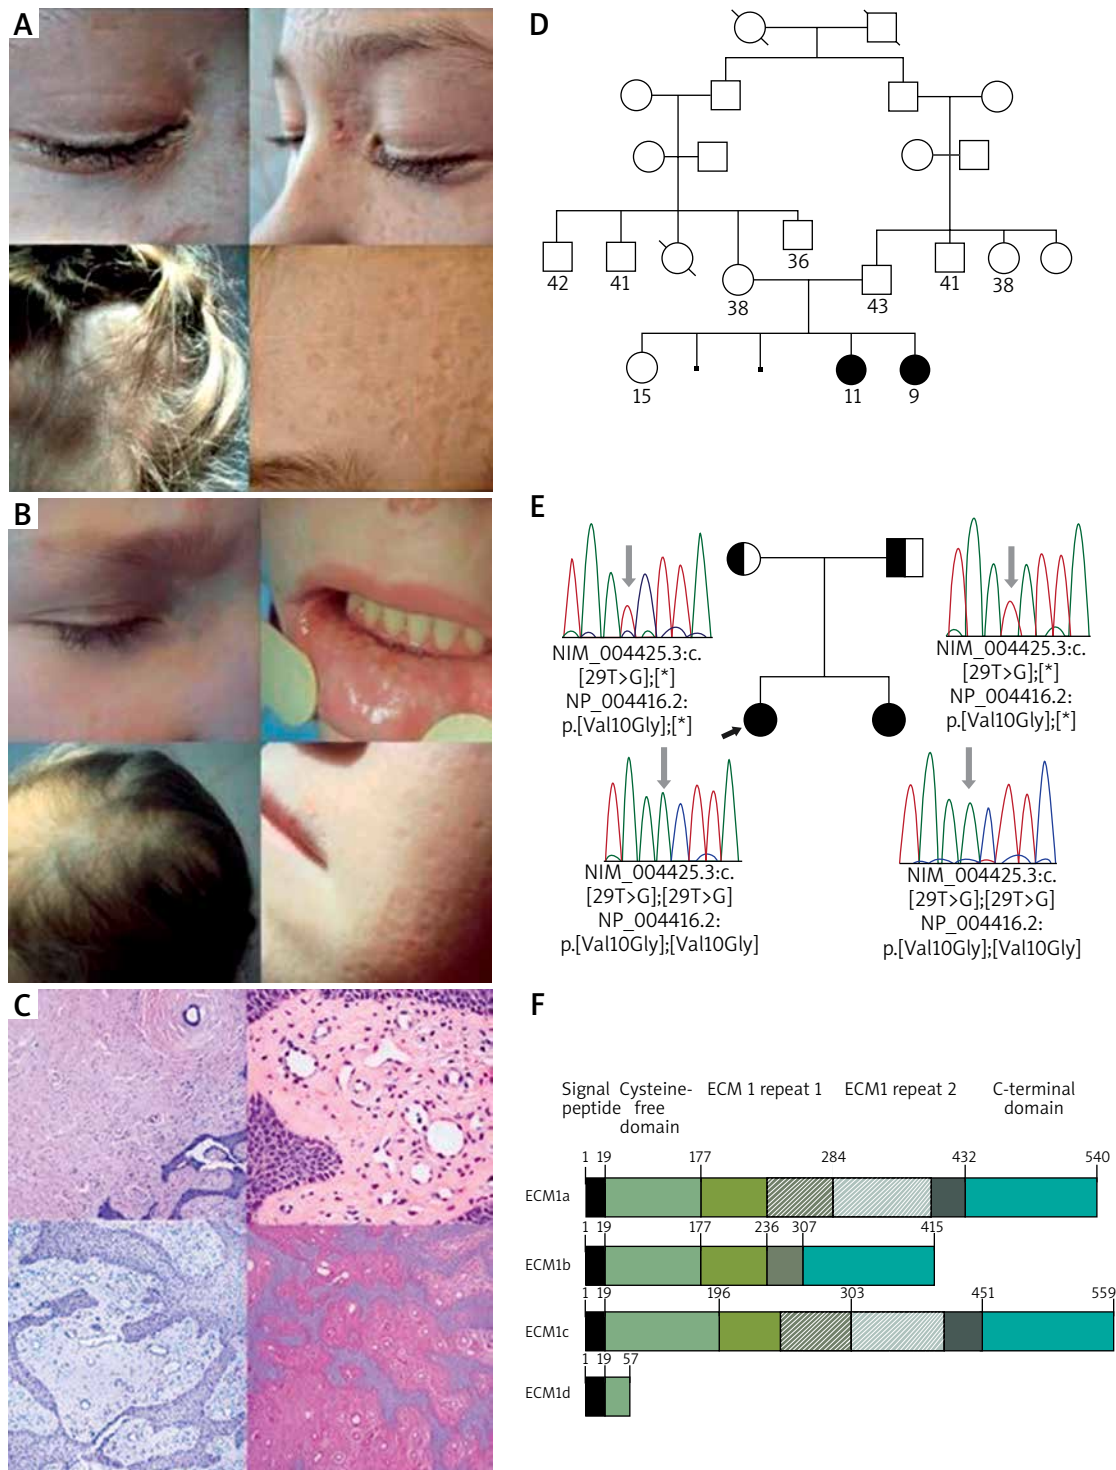 A
B
C
D
42
41
36
38
43
41
38
15
11
9
E
NIM_004425.3:c.
[29T>G];[*]
NP_004416.2:
p.[Val10Gly];[*]
NIM_004425.3:c.
[29T>G];[*]
NP_004416.2:
p.[Val10Gly];[*]
NIM_004425.3:c.
[29T>G];[29T>G]
NP_004416.2:
p.[Val10Gly];[Val10Gly]
NIM_004425.3:c.
[29T>G];[29T>G]
NP_004416.2:
p.[Val10Gly];[Val10Gly]
F
Signal peptide
Cysteine-free domain
ECM 1 repeat 1
ECM1 repeat 2
C-terminal domain
1 19 177 284 432 540
ECM1a
1 19 177 236 307 415
ECM1b
1 19 196 303 451 559
ECM1c
1 19 57
ECM1d